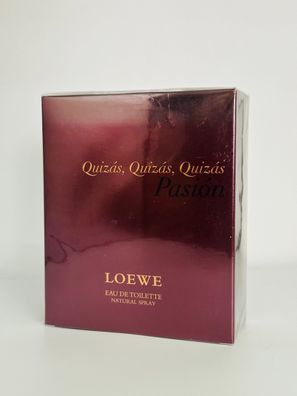 Quizás, Quizás, Quizás
Pasión
LOEWE
EAU DE TOILETTE
NATURAL SPRAY